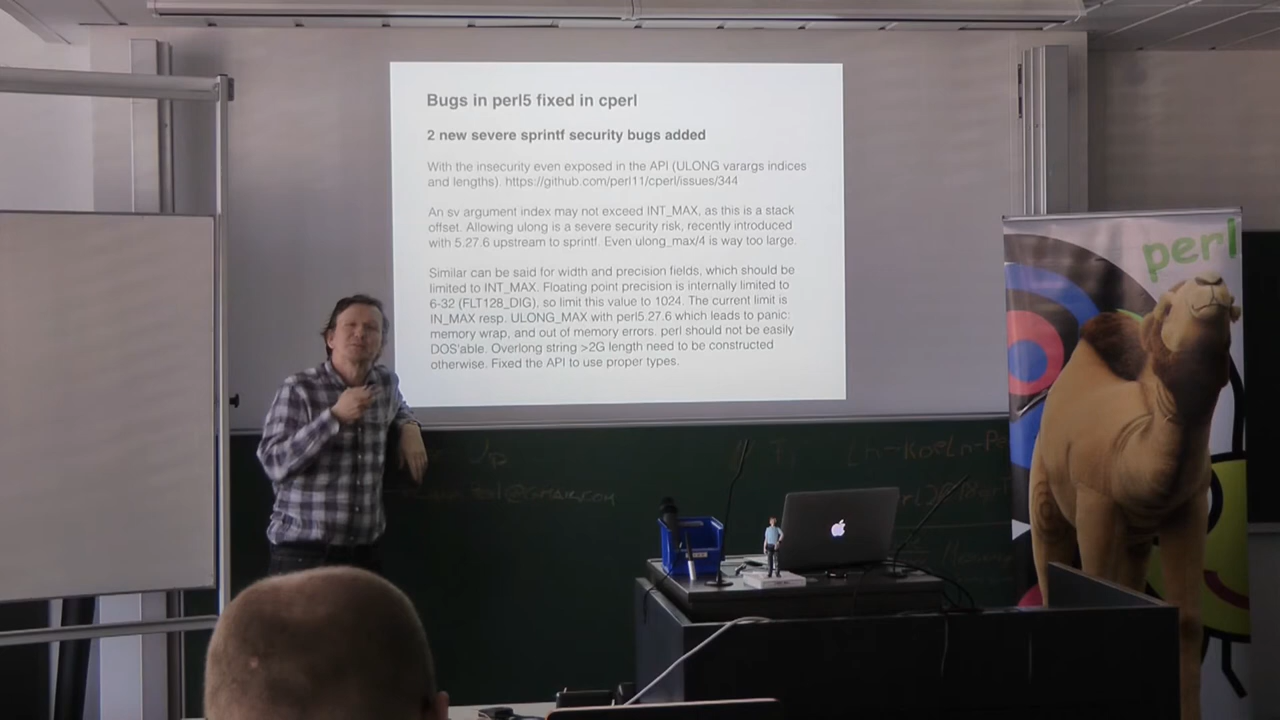 Bugs in perl5 fixed in cperl
2 new severe sprintf security bugs added
With the insecurity even exposed in the API (ULONG varargs indices
and lengths). https://github.com/perl11/cperl/issues/344
An sv argument index may not exceed INT_MAX, as this is a stack
offset. Allowing ulong is a severe security risk, recently introduced
with 5.27.6 upstream to sprintf. Even ulong_max/4 is way too large.
Similar can be said for width and precision fields, which should be
limited to INT_MAX. Floating point precision is internally limited to
6-32 (FLT128_DIG), so limit this value to 1024. The current limit is
IN_MAX resp. ULONG_MAX with perl5.27.6 which leads to panic:
memory wrap, and out of memory errors. perl should not be easily
DOS'able. Overlong string >2G length need to be constructed
otherwise. Fixed the API to use proper types.
perl